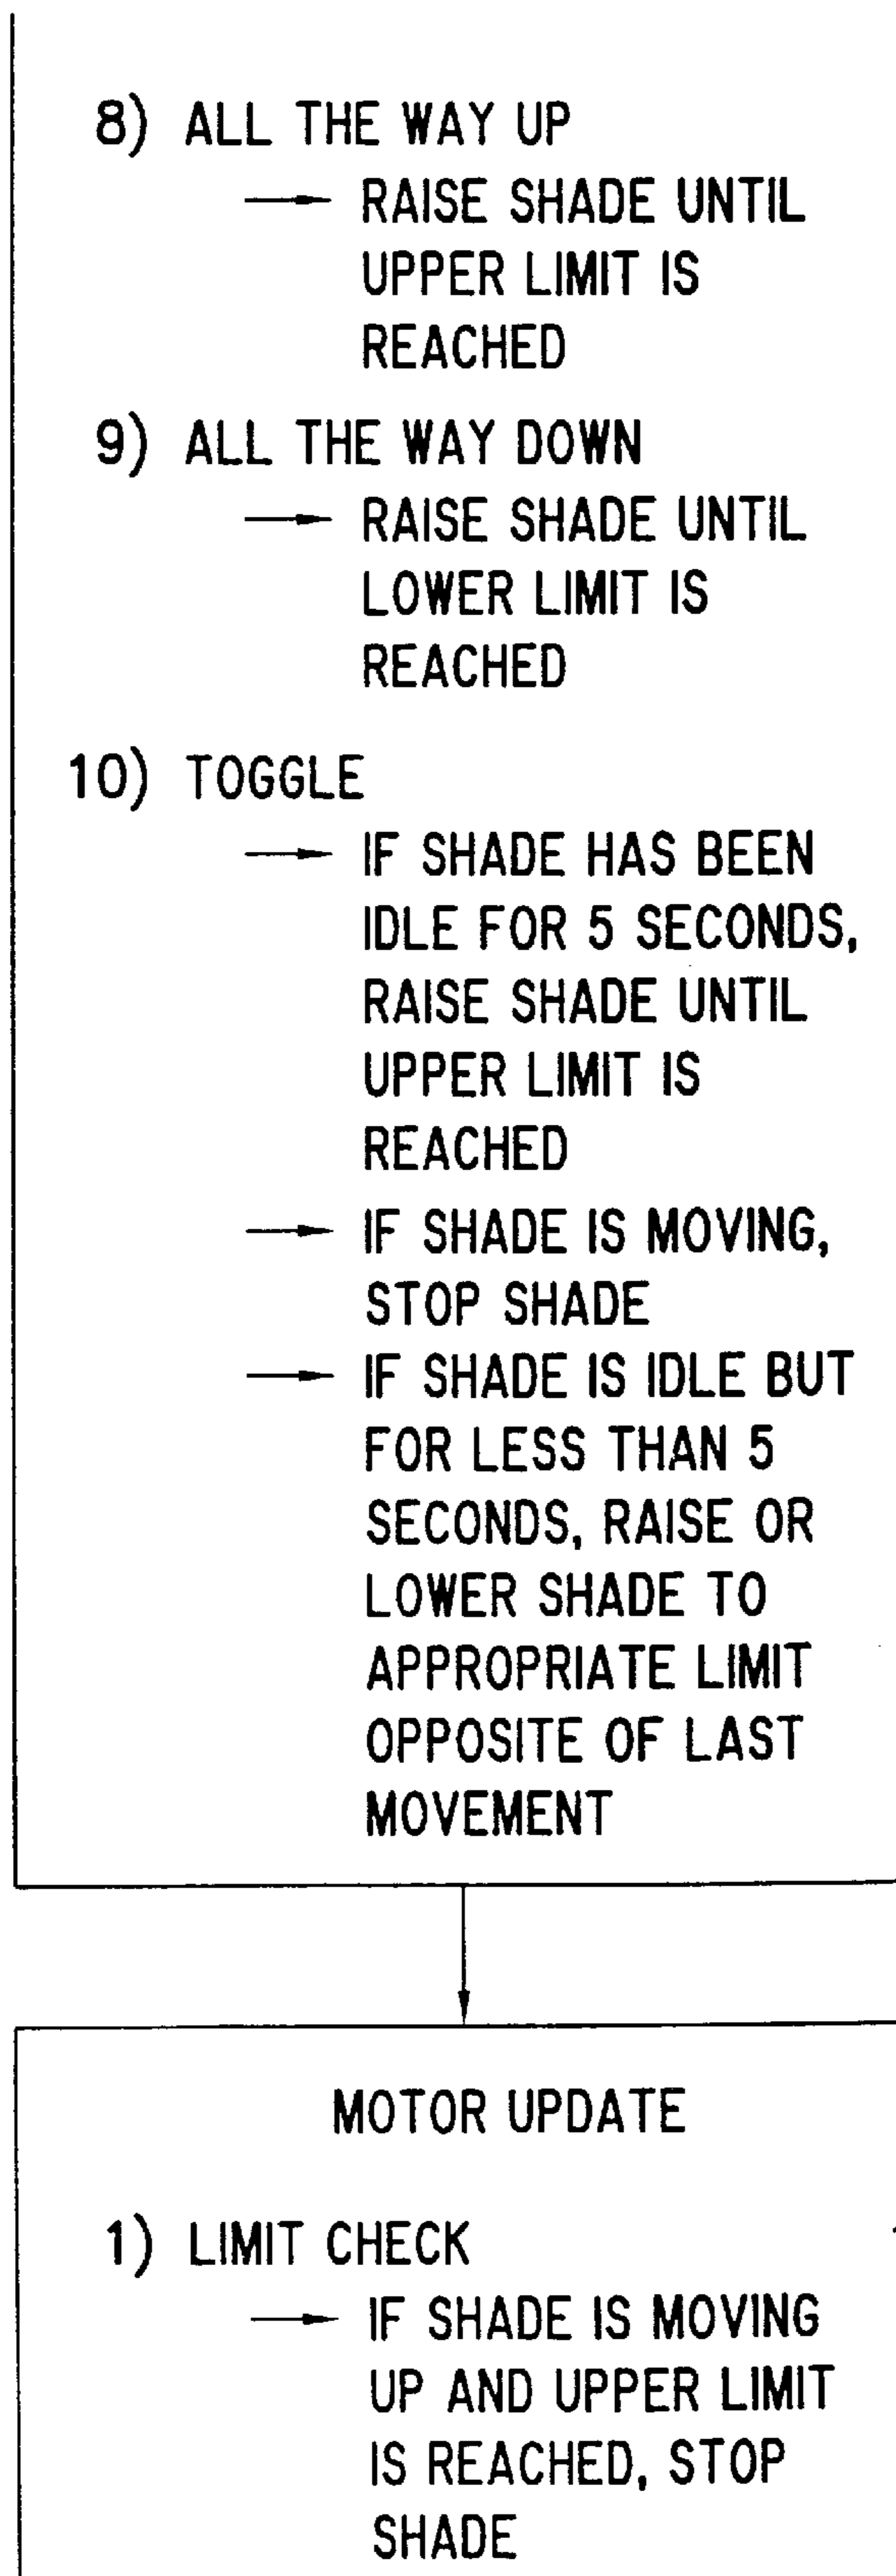 8) ALL THE WAY UP
→ RAISE SHADE UNTIL
UPPER LIMIT IS
REACHED
9) ALL THE WAY DOWN
→ RAISE SHADE UNTIL
LOWER LIMIT IS
REACHED
10) TOGGLE
→ IF SHADE HAS BEEN
IDLE FOR 5 SECONDS,
RAISE SHADE UNTIL
UPPER LIMIT IS
REACHED
→ IF SHADE IS MOVING,
STOP SHADE
→ IF SHADE IS IDLE BUT
FOR LESS THAN 5
SECONDS, RAISE OR
LOWER SHADE TO
APPROPRIATE LIMIT
OPPOSITE OF LAST
MOVEMENT
MOTOR UPDATE
1) LIMIT CHECK
→ IF SHADE IS MOVING
UP AND UPPER LIMIT
IS REACHED, STOP
SHADE